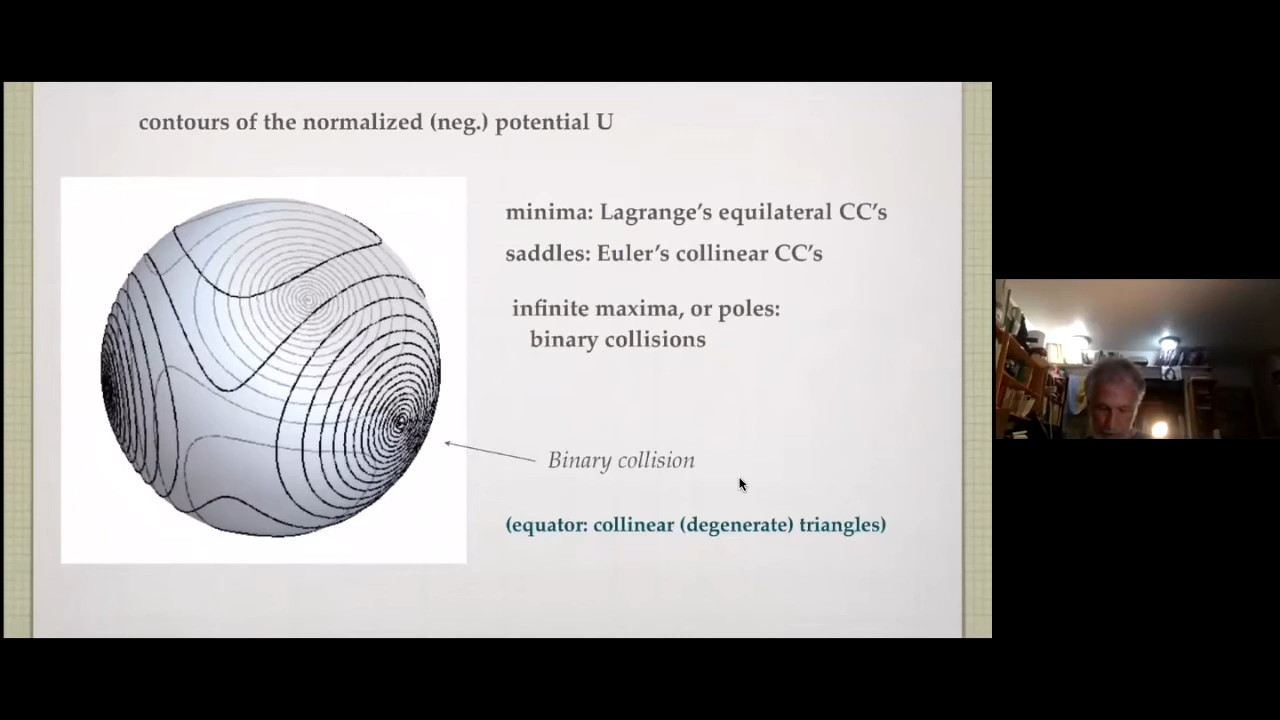 contours of the normalized (neg.) potential U
minima: Lagrange’s equilateral CC’s
saddles: Euler’s collinear CC’s
infinite maxima, or poles:
binary collisions
Binary collision
(equator: collinear (degenerate) triangles)